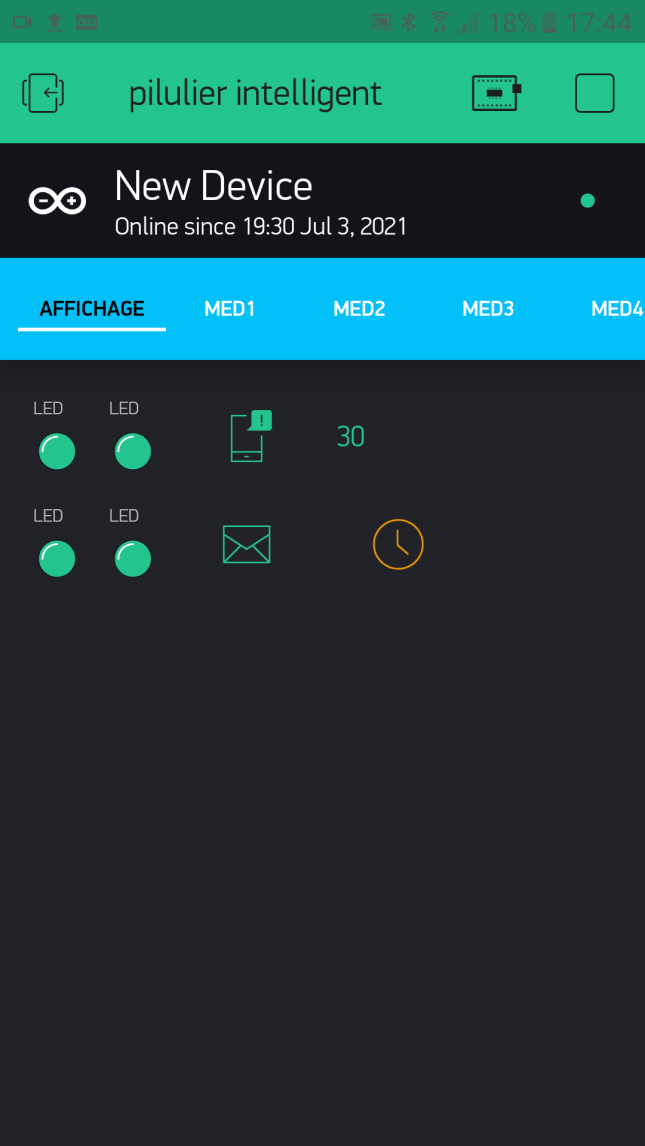 18% 17:44
pilulier intelligent
New Device
Online since 19:30 Jul 3, 2021
AFFICHAGE MED1 MED2 MED3 MED4
LED LED
30
LED LED